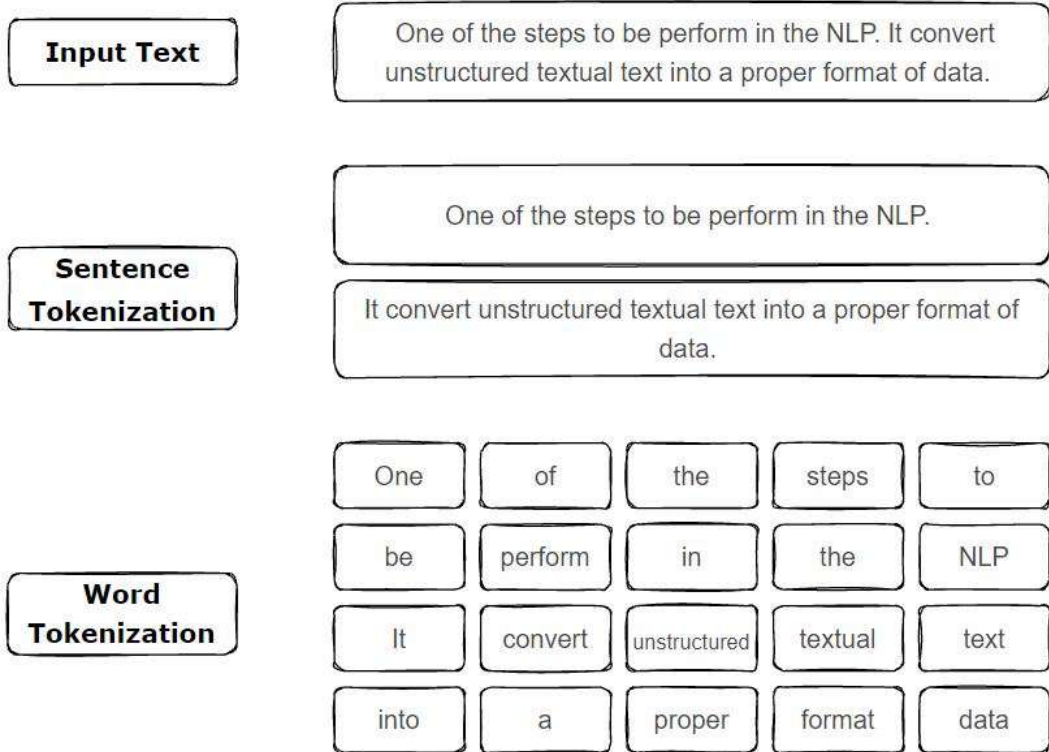 Input Text
One of the steps to be perform in the NLP. It convert
unstructured textual text into a proper format of data.
One of the steps to be perform in the NLP.
Sentence
Tokenization
It convert unstructured textual text into a proper format of
data.
One of the steps to
be perform in the NLP
Word
Tokenization
It convert unstructured textual text
into a proper format data